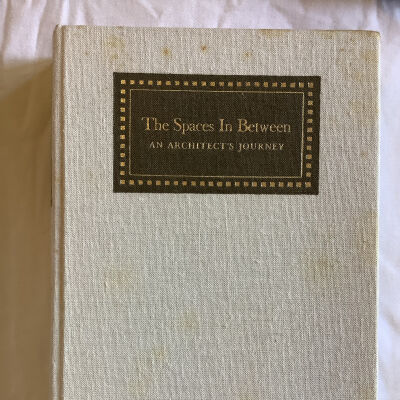 The Spaces In Between
AN ARCHITECT'S JOURNEY